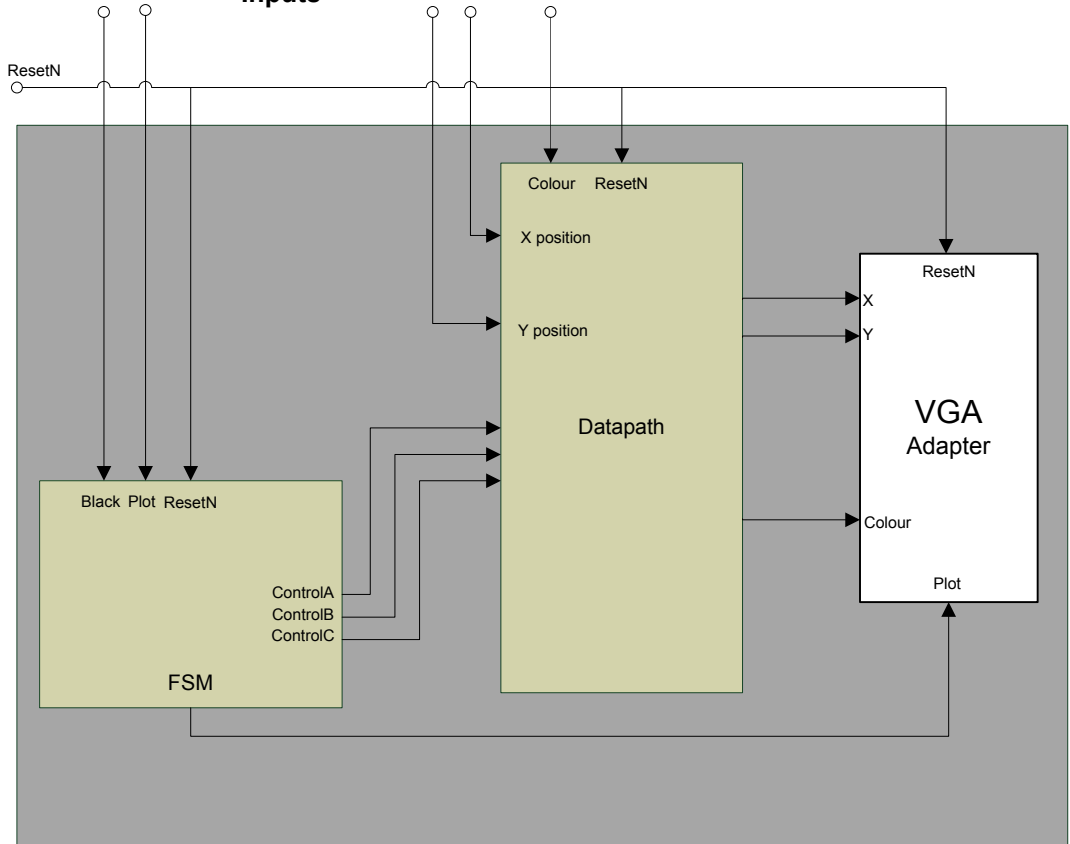 Inputs
ResetN
Colour ResetN
X position
Y position
Datapath
ResetN
X
Y
VGA
Adapter
Colour
Plot
Black Plot ResetN
ControlA
ControlB
ControlC
FSM